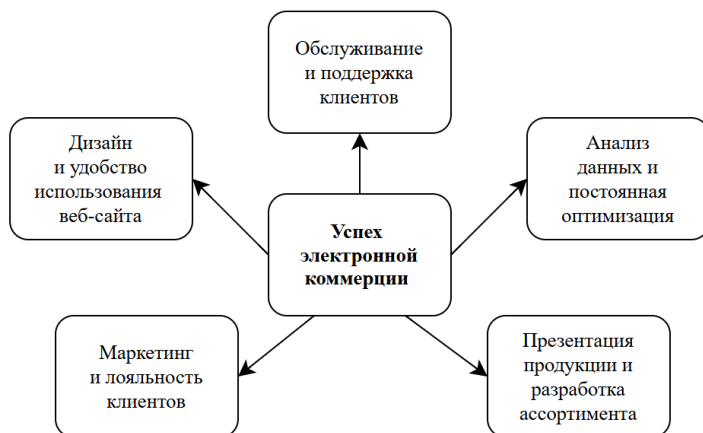 Обслуживание
и поддержка
клиентов
Дизайн
и удобство
использования
веб-сайта
Анализ
данных и
постоянная
оптимизация
Успех
электронной
коммерции
Маркетинг
и лояльность
клиентов
Презентация
продукции и
разработка
ассортимента